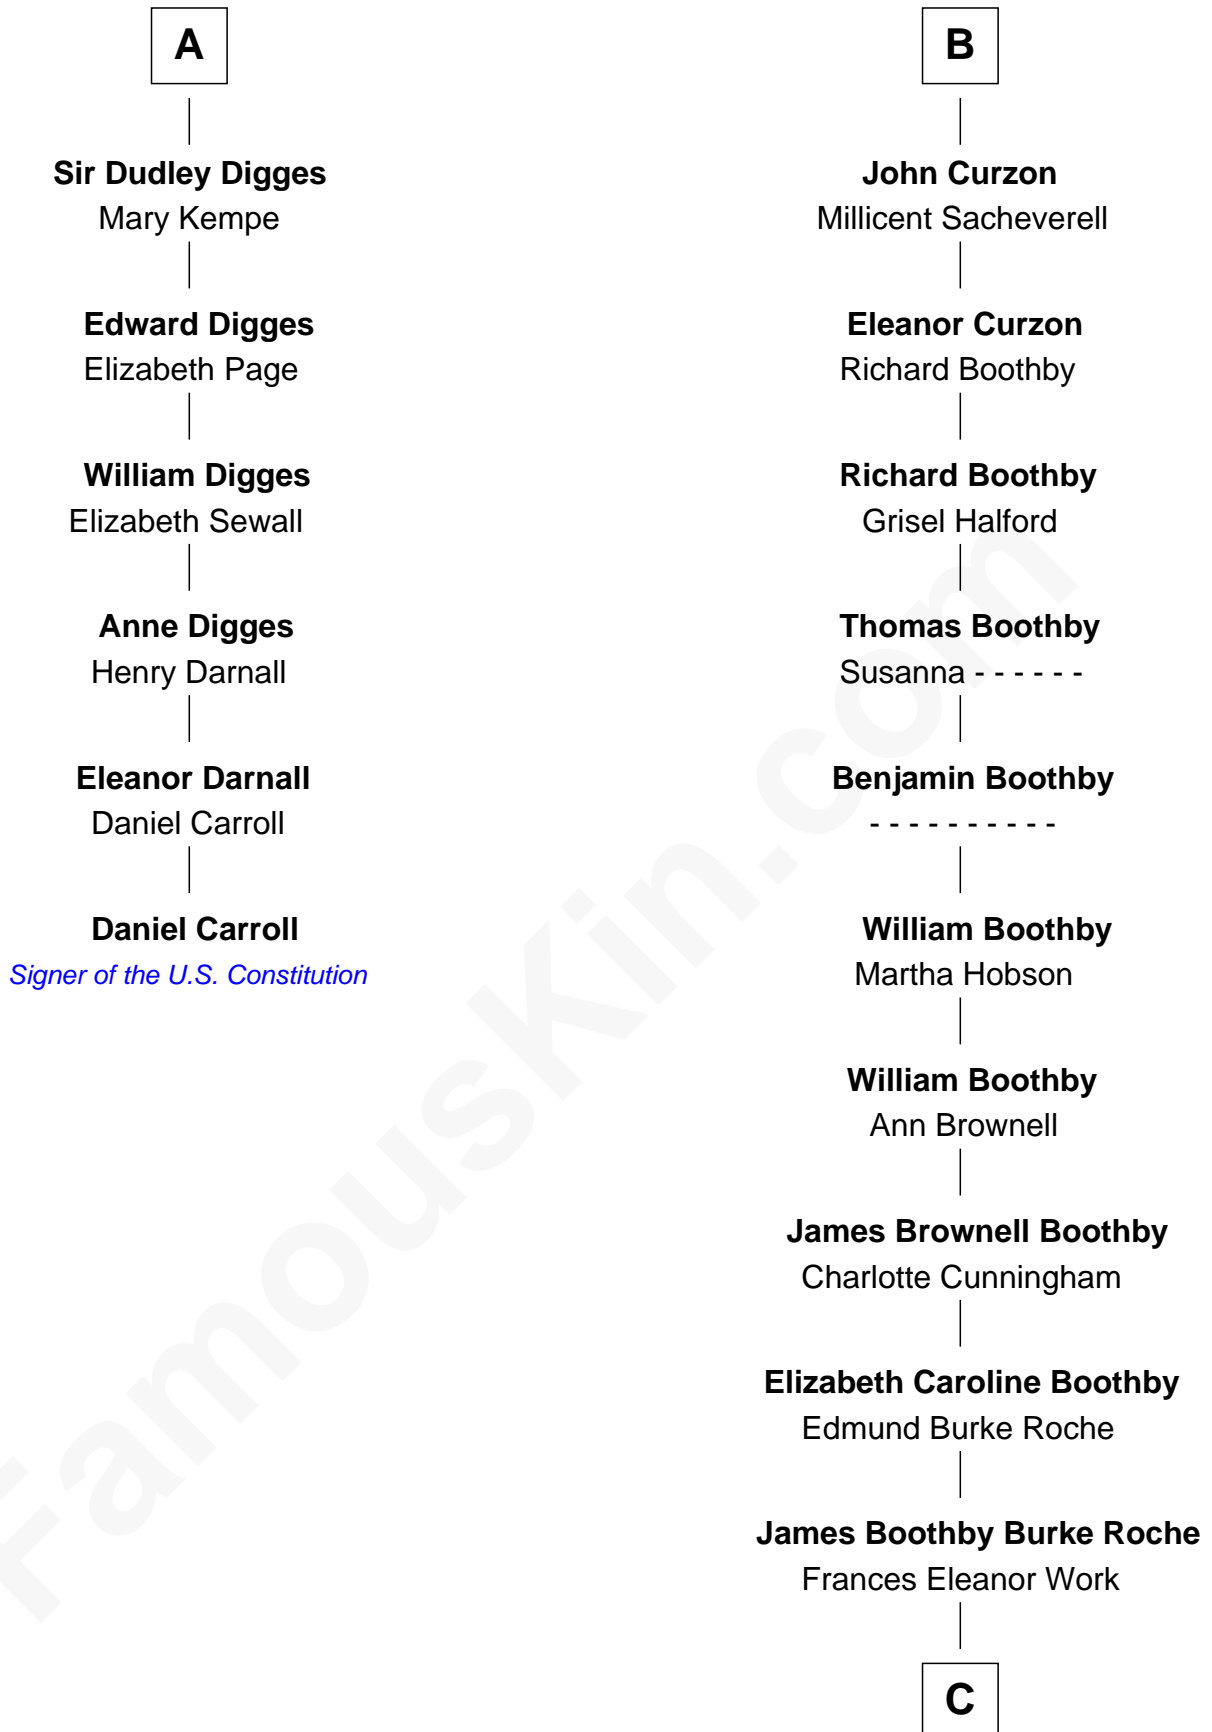 A
Sir Dudley Digges
Mary Kempe
Edward Digges
Elizabeth Page
William Digges
Elizabeth Sewall
Anne Digges
Henry Darnall
Eleanor Darnall
Daniel Carroll
Daniel Carroll
Signer of the U.S. Constitution
B
John Curzon
Millicent Sacheverell
Eleanor Curzon
Richard Boothby
Richard Boothby
Grisel Halford
Thomas Boothby
Susanna - - - - - -
Benjamin Boothby
- - - - - - - - - -
William Boothby
Martha Hobson
William Boothby
Ann Brownell
James Brownell Boothby
Charlotte Cunningham
Elizabeth Caroline Boothby
Edmund Burke Roche
James Boothby Burke Roche
Frances Eleanor Work
C
FamousKin.com